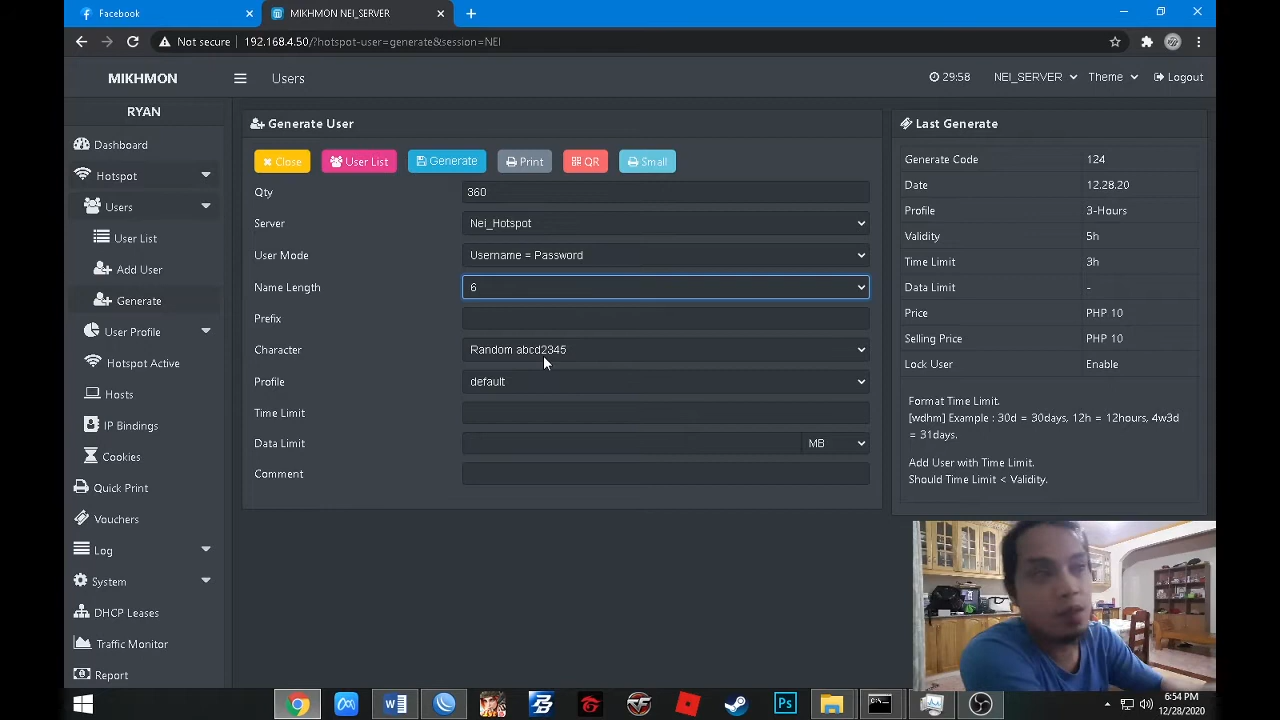 Facebook
MIKHMON NEI_SERVER
Not secure
192.168.4.50/?hotspot-user=generate&session=NEI
MIKHMON
Users
29:58
NEI_SERVER
Theme
Logout
RYAN
Dashboard
Hotspot
Users
User List
Add User
Generate
User Profile
Hotspot Active
Hosts
IP Bindings
Cookies
Quick Print
Vouchers
Log
System
DHCP Leases
Traffic Monitor
Report
Generate User
Close
User List
Generate
Print
QR
Small
Qty 360
Server Nei_Hotspot
User Mode Username = Password
Name Length 6
Prefix
Character Random abcd2345
Profile default
Time Limit
Data Limit MB
Comment
Last Generate
Generate Code 124
Date 12.28.20
Profile 3-Hours
Validity 5h
Time Limit 3h
Data Limit -
Price PHP 10
Selling Price PHP 10
Lock User Enable
Format Time Limit.
[wdhm] Example : 30d = 30days, 12h = 12hours, 4w3d
= 31days.
Add User with Time Limit.
Should Time Limit < Validity.
Ps
6:54 PM
12/28/2020